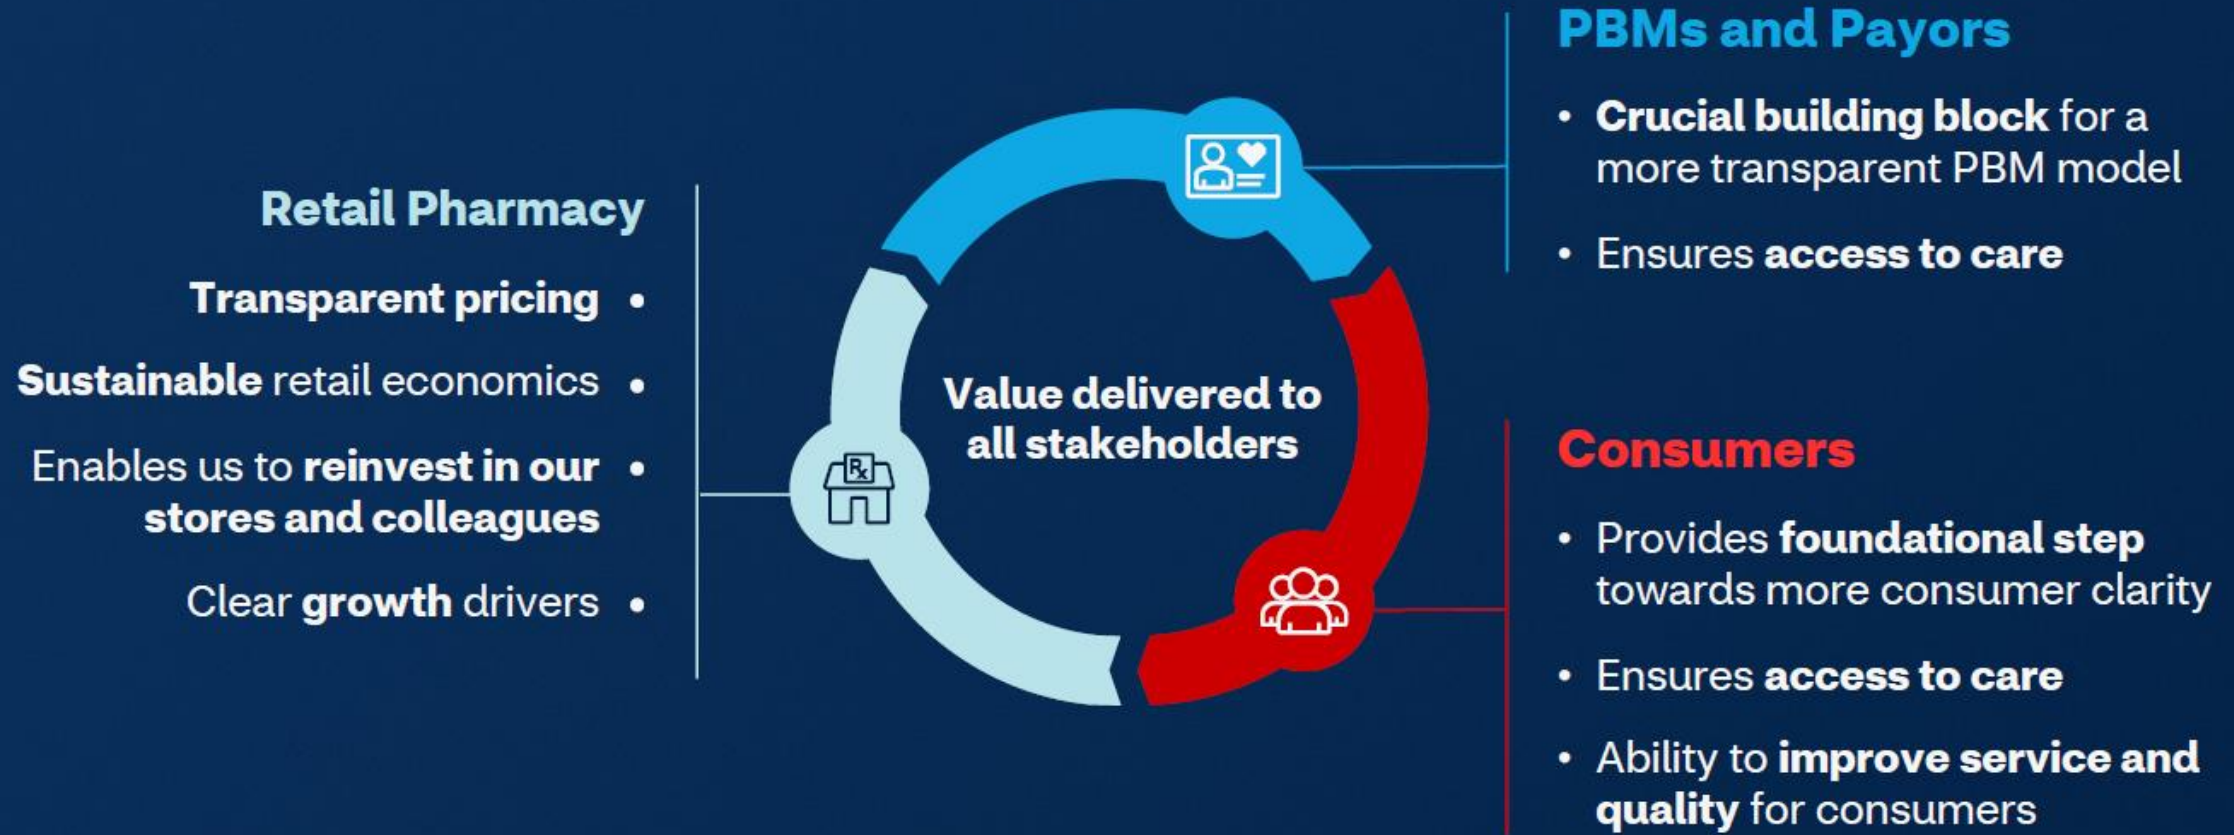 PBMs and Payors
• Crucial building block for a
more transparent PBM model
• Ensures access to care
Retail Pharmacy
Transparent pricing •
Sustainable retail economics •
Enables us to reinvest in our •
stores and colleagues
Clear growth drivers •
Rx
Value delivered to
all stakeholders
Consumers
• Provides foundational step
towards more consumer clarity
• Ensures access to care
• Ability to improve service and
quality for consumers